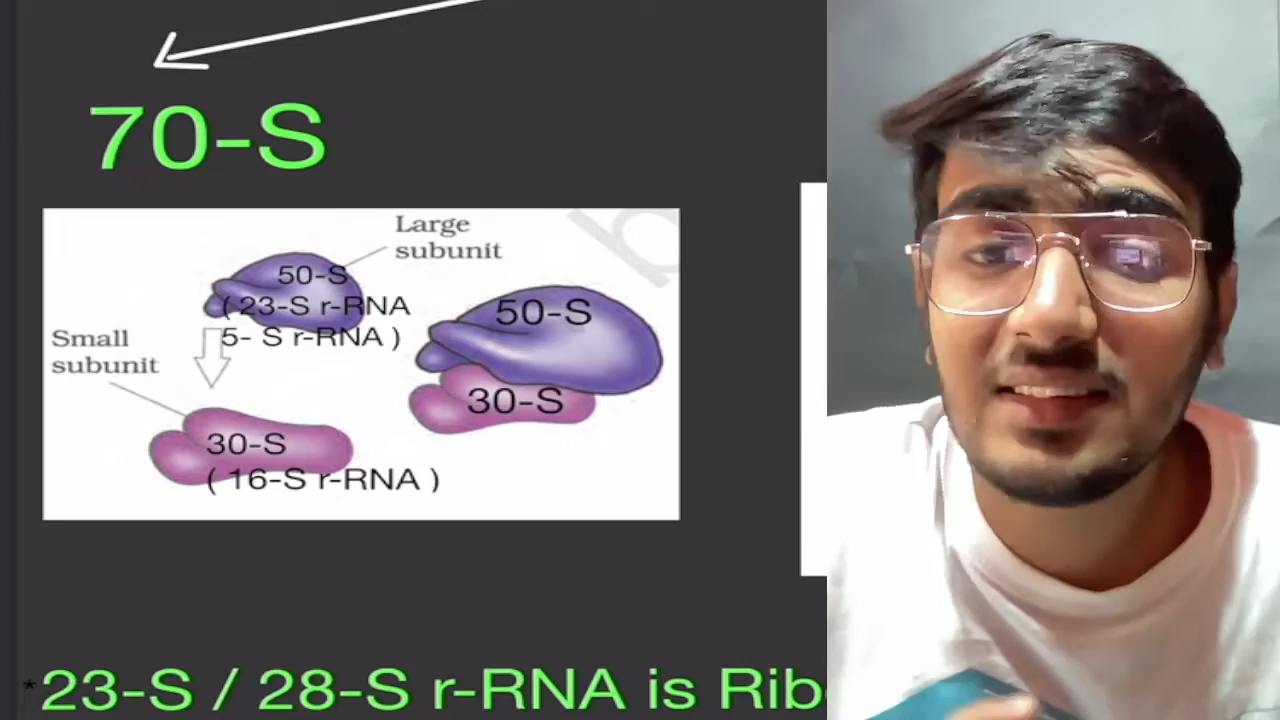 70-S
Large
subunit
50-S
( 23-S r-RNA
5- S r-RNA )
50-S
Small
subunit
30-S
30-S
( 16-S r-RNA )
*23-S / 28-S r-RNA is